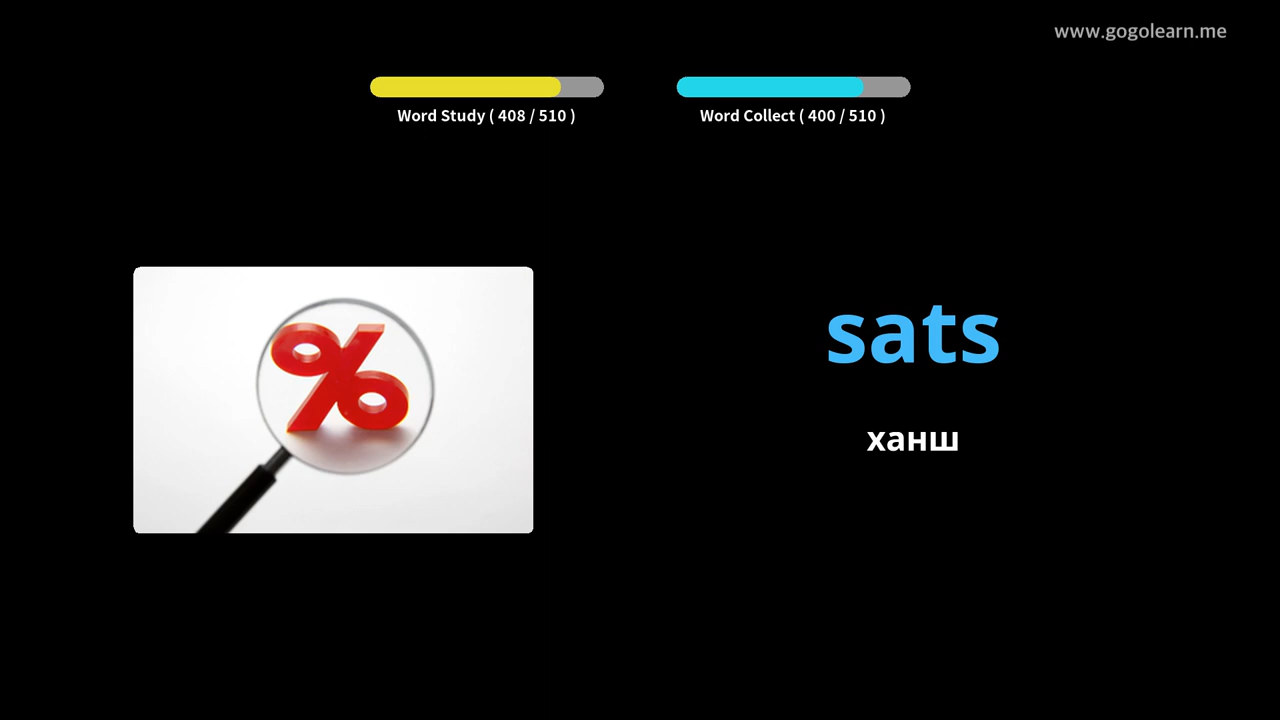 www.gogolearn.me
Word Study ( 408 / 510 )
Word Collect ( 400 / 510 )
%
sats
ханш